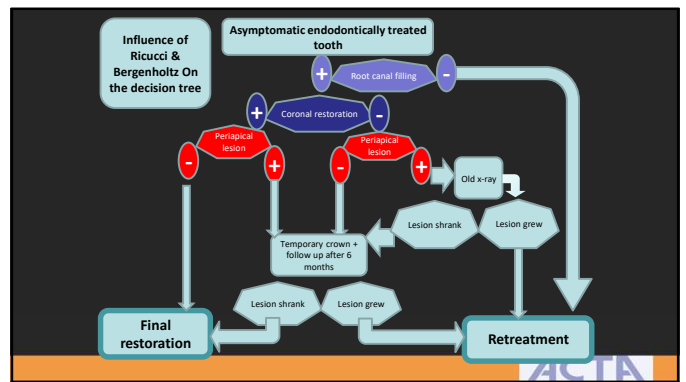 Influence of
Ricucci &
Bergenholtz On
the decision tree
Asymptomatic endodontically treated
tooth
+
Root canal filling
-
+
Coronal restoration
-
Periapical
lesion
-
+
Periapical
lesion
-
+
Old x-ray
Lesion shrank
Lesion grew
Temporary crown +
follow up after 6
months
Lesion shrank
Lesion grew
Final
restoration
Retreatment
ACTA